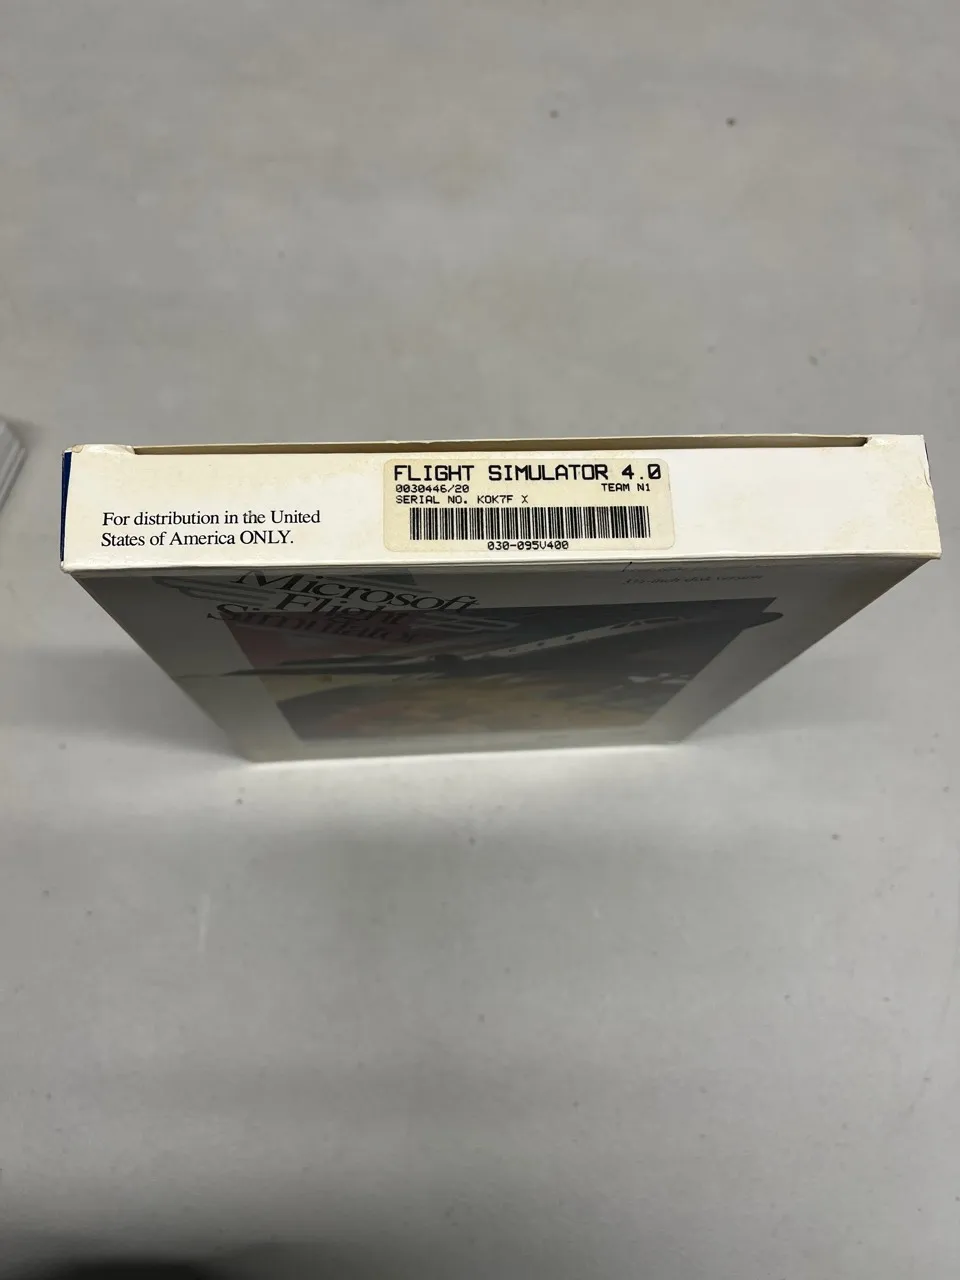 For distribution in the United
States of America ONLY.
FLIGHT SIMULATOR 4.0
0030446/20 TEAM N1
SERIAL NO. KOK7F X
030-095V400
Microsoft
Flight
Simulator